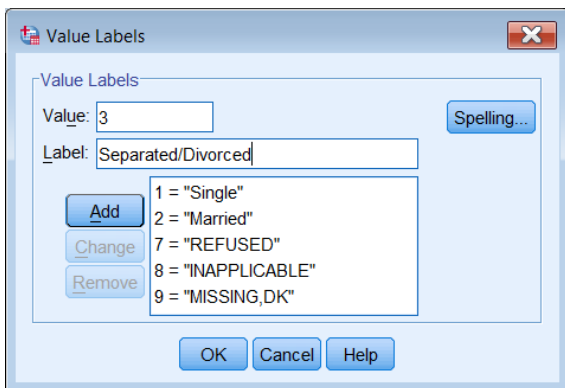 Value Labels
Value Labels
Value: 3
Spelling...
Label: Separated/Divorced
Add
Change
Remove
1 = "Single"
2 = "Married"
7 = "REFUSED"
8 = "INAPPLICABLE"
9 = "MISSING,DK"
OK Cancel Help